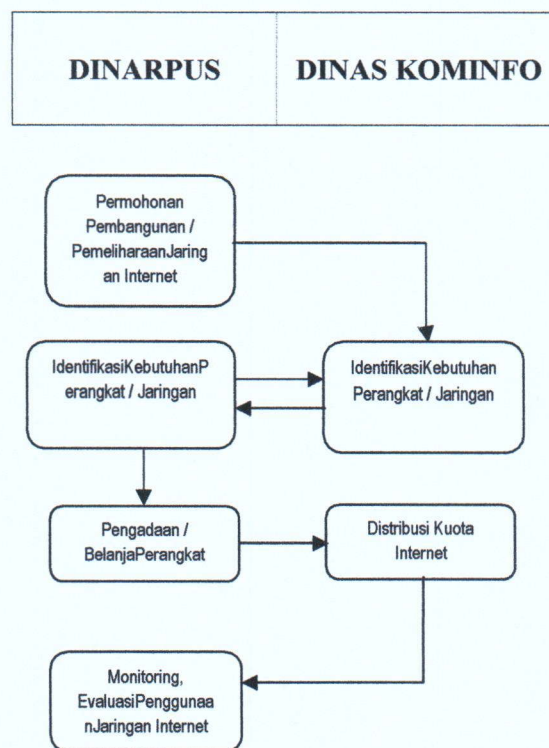 DINARPUS
DINAS KOMINFO
Permohonan
Pembangunan /
PemeliharaanJaring
an Internet
IdentifikasiKebutuhanP
erangkat / Jaringan
IdentifikasiKebutuhan
Perangkat / Jaringan
Pengadaan /
BelanjaPerangkat
Distribusi Kuota
Internet
Monitoring,
EvaluasiPenggunaa
nJaringan Internet